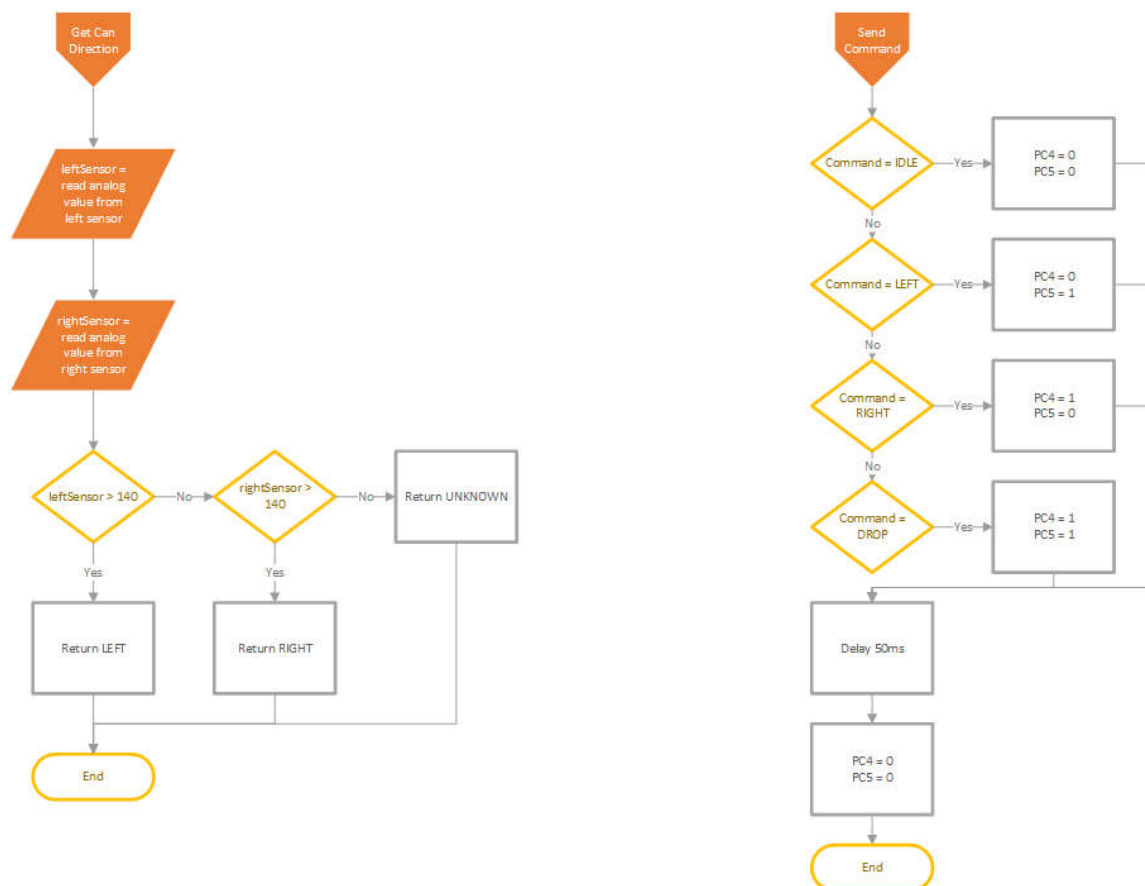 Get Can
Direction
leftSensor =
read analog
value from
left sensor
rightSensor =
read analog
value from
right sensor
leftSensor > 140
No
rightSensor >
140
No
Return UNKNOWN
Yes
Yes
Return LEFT
Return RIGHT
End
Send
Command
Command = IDLE
Yes
PC4 = 0
PC5 = 0
No
Command = LEFT
Yes
PC4 = 0
PC5 = 1
No
Command =
RIGHT
Yes
PC4 = 1
PC5 = 0
No
Command =
DROP
Yes
PC4 = 1
PC5 = 1
Delay 50ms
PC4 = 0
PC5 = 0
End